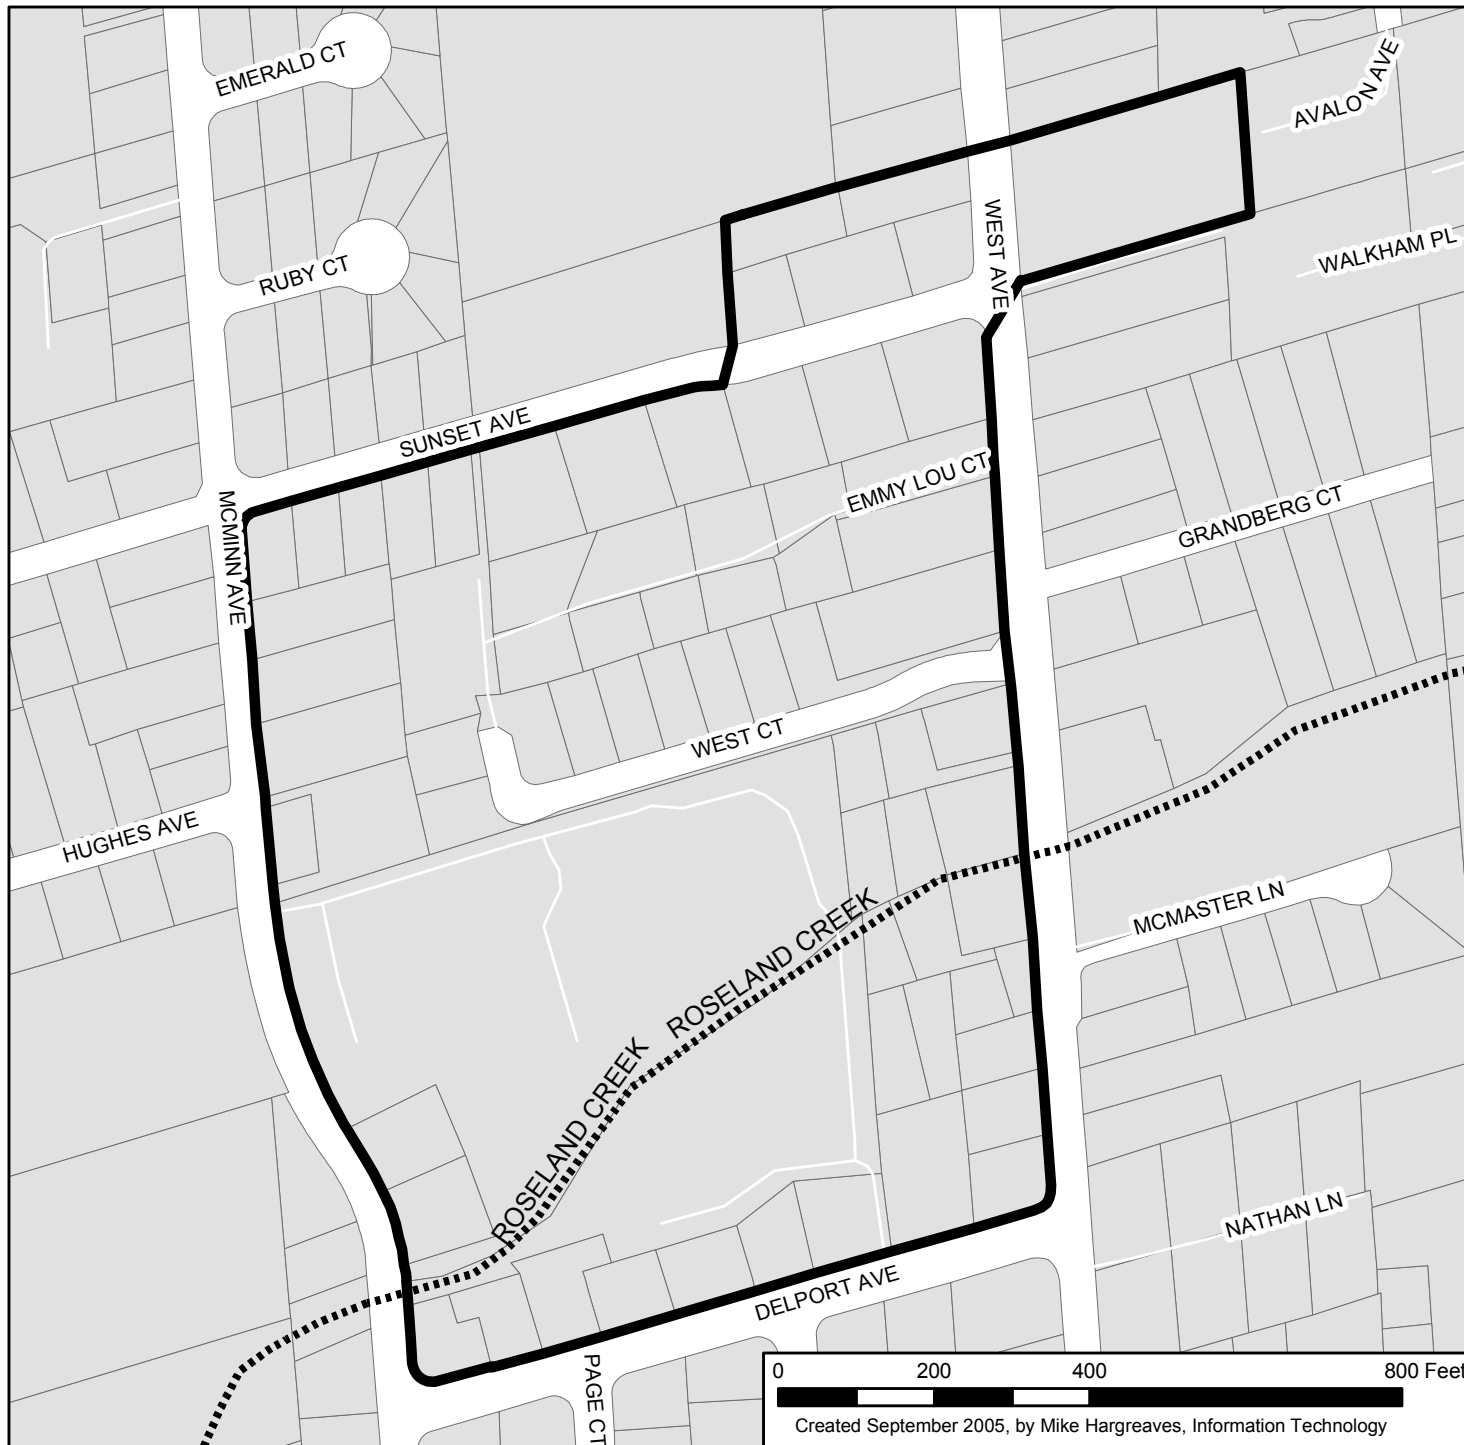 EMERALD CT
AVALON AVE
RUBY CT
WEST AVE
WALKHAM PL
SUNSET AVE
EMMY LOU CT
MCMINN AVE
GRANDBERG CT
WEST CT
HUGHES AVE
MCMASTER LN
ROSELAND CREEK
ROSELAND CREEK
NATHAN LN
DELPORT AVE
PAGE CT
0 200 400 800 Feet
Created September 2005, by Mike Hargreaves, Information Technology